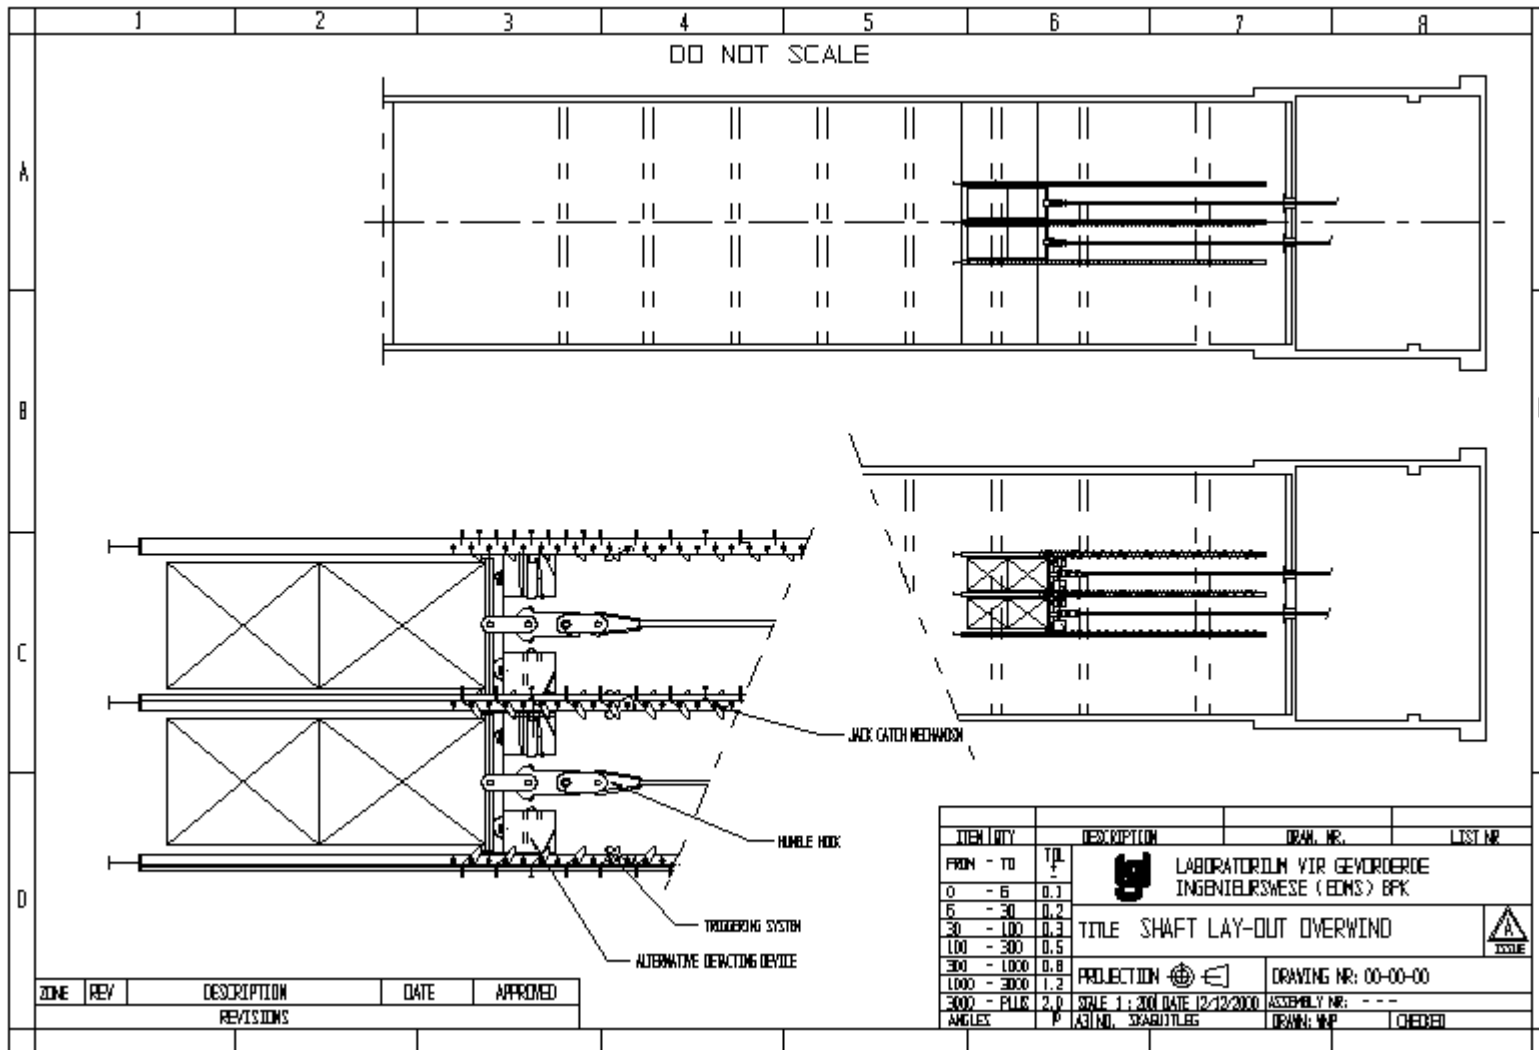 1 2 3 4 5 6 7 8
DO NOT SCALE
A
B
C
D
JACK CATCH MECHANISM
HUMBLE HOOK
TRIGGERING SYSTEM
ALTERNATIVE DETACTING DEVICE
ITEM QTY DESCRIPTION DRAW. NR. LIST NR
FROM - TO TOL + -
0 - 6 0.1
6 - 30 0.2
30 - 100 0.3
100 - 300 0.5
300 - 1000 0.8
1000 - 3000 1.2
3000 - PLUS 2.0
ANGLES 1°
LABORATORIUM VIR GEVORDERDE
INGENIEURSWESE (EDMS) BPK
TITLE SHAFT LAY-OUT OVERWIND
A
ISSUE
PROJECTION DRAWING NR: 00-00-00
SCALE 1:200 DATE 12/12/2000 ASSEMBLY NR: - - -
A3 NO. SKAGUITLEG DRAWN: WNP CHECKED
ZONE REV DESCRIPTION DATE APPROVED
REVISIONS